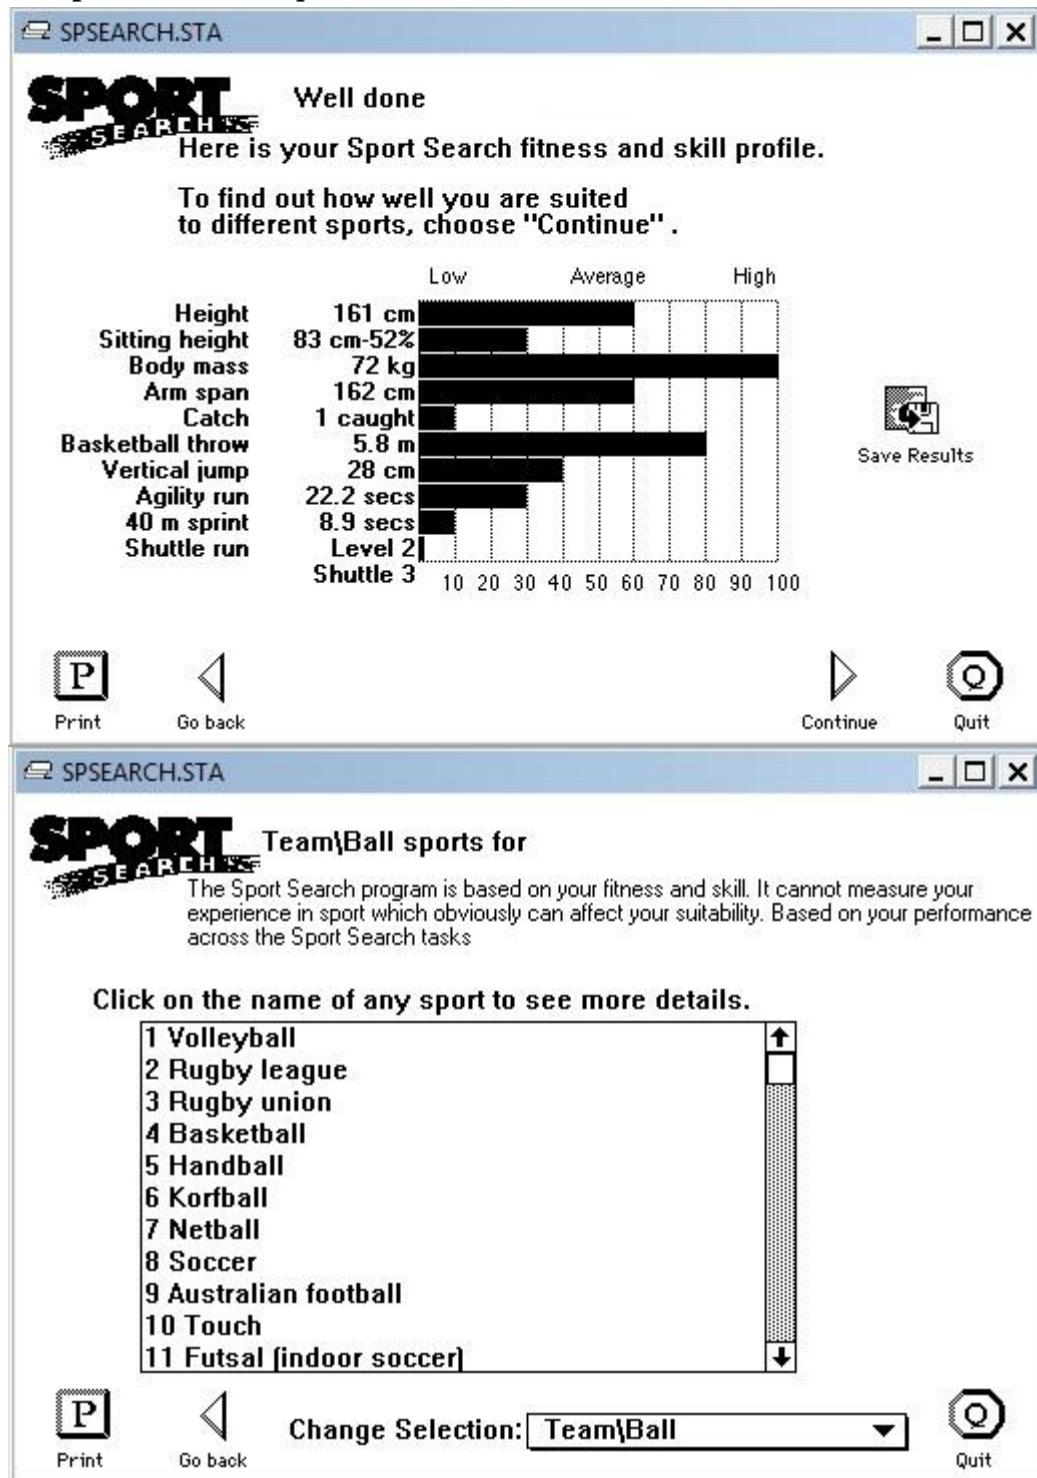 SPSEARCH.STA
SPORT
SEARCH
Well done
Here is your Sport Search fitness and skill profile.
To find out how well you are suited
to different sports, choose "Continue" .
Low Average High
Height 161 cm
Sitting height 83 cm-52%
Body mass 72 kg
Arm span 162 cm
Catch 1 caught
Basketball throw 5.8 m
Vertical jump 28 cm
Agility run 22.2 secs
40 m sprint 8.9 secs
Shuttle run Level 2
Shuttle 3
10 20 30 40 50 60 70 80 90 100
Save Results
P
Q
Print Go back Continue Quit
SPSEARCH.STA
SPORT
SEARCH
Team\Ball sports for
The Sport Search program is based on your fitness and skill. It cannot measure your
experience in sport which obviously can affect your suitability. Based on your performance
across the Sport Search tasks
Click on the name of any sport to see more details.
1 Volleyball
2 Rugby league
3 Rugby union
4 Basketball
5 Handball
6 Korfball
7 Netball
8 Soccer
9 Australian football
10 Touch
11 Futsal (indoor soccer)
P
Change Selection: Team\Ball
Q
Print Go back Quit